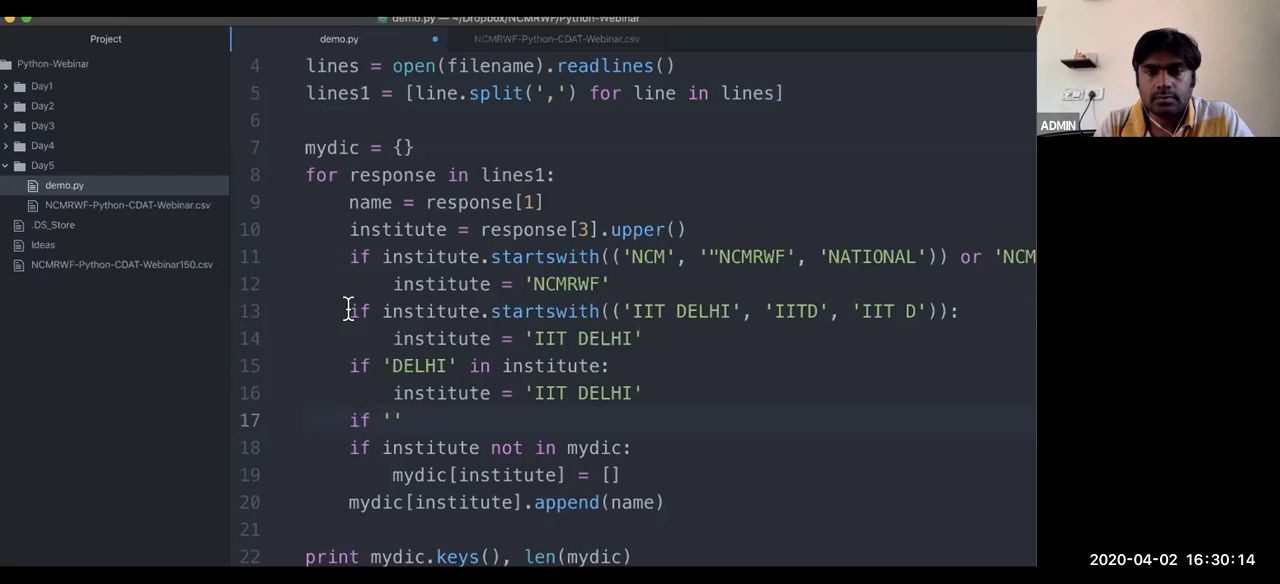 demo.py — ~/Dropbox/NCMRWF/Python-Webinar
Project
demo.py
NCMRWF-Python-CDAT-Webinar.csv
Python-Webinar
Day1
Day2
Day3
Day4
Day5
demo.py
NCMRWF-Python-CDAT-Webinar.csv
.DS_Store
Ideas
NCMRWF-Python-CDAT-Webinar150.csv
4 lines = open(filename).readlines()
5 lines1 = [line.split(',') for line in lines]
6
7 mydic = {}
8 for response in lines1:
9 name = response[1]
10 institute = response[3].upper()
11 if institute.startswith(('NCM', '"NCMRWF', 'NATIONAL')) or 'NCM
12 institute = 'NCMRWF'
13 if institute.startswith(('IIT DELHI', 'IITD', 'IIT D')):
14 institute = 'IIT DELHI'
15 if 'DELHI' in institute:
16 institute = 'IIT DELHI'
17 if ''
18 if institute not in mydic:
19 mydic[institute] = []
20 mydic[institute].append(name)
21
22 print mydic.keys(), len(mydic)
ADMIN
2020-04-02 16:30:14